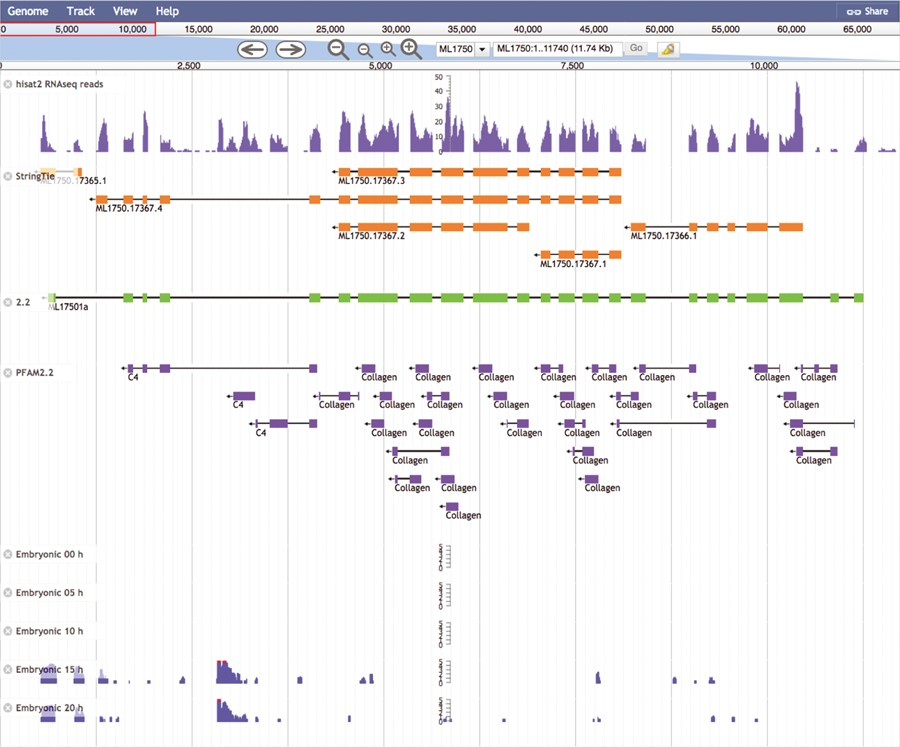 Genome Track View Help Share
0 5,000 10,000 15,000 20,000 25,000 30,000 35,000 40,000 45,000 50,000 55,000 60,000 65,000
ML1750 ML1750:1..11740 (11.74 Kb) Go
2,500 5,000 7,500 10,000
hisat2 RNAseq reads
50
40
30
20
10
0
StringTie
ML1750.17365.1 ML1750.17367.3
ML1750.17367.4
ML1750.17367.2 ML1750.17366.1
ML1750.17367.1
2.2
ML17501a
PFAM2.2
C4 Collagen Collagen Collagen Collagen Collagen Collagen Collagen Collagen
C4 Collagen Collagen Collagen Collagen Collagen Collagen Collagen Collagen
C4 Collagen Collagen Collagen Collagen Collagen Collagen
Collagen Collagen Collagen
Collagen Collagen Collagen
Collagen
Embryonic 00 h
Embryonic 05 h
Embryonic 10 h
Embryonic 15 h
Embryonic 20 h